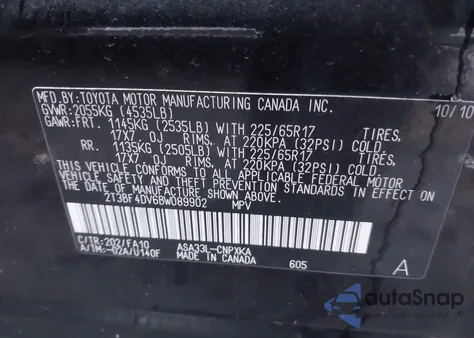 MFD.BY:TOYOTA MOTOR MANUFACTURING CANADA INC. 10/10
GVWR:2055KG (4535LB)
GAWR:FRT. 1145KG (2535LB) WITH 225/65R17 TIRES,
17X7 OJ RIMS, AT 220KPA (32PSI) COLD.
RR. 1135KG (2505LB) WITH 225/65R17 TIRES,
17X7 OJ RIMS, AT 220KPA (32PSI) COLD.
THIS VEHICLE CONFORMS TO ALL APPLICABLE FEDERAL MOTOR
VEHICLE SAFETY AND THEFT PREVENTION STANDARDS IN EFFECT
ON THE DATE OF MANUFACTURE SHOWN ABOVE.
2T3BF4DV6BW089902 MPV
C/TR:202/FA10 ASA33L-CNPXKA
A/TM:-02A/U140F MADE IN CANADA 605 A
autoSnap